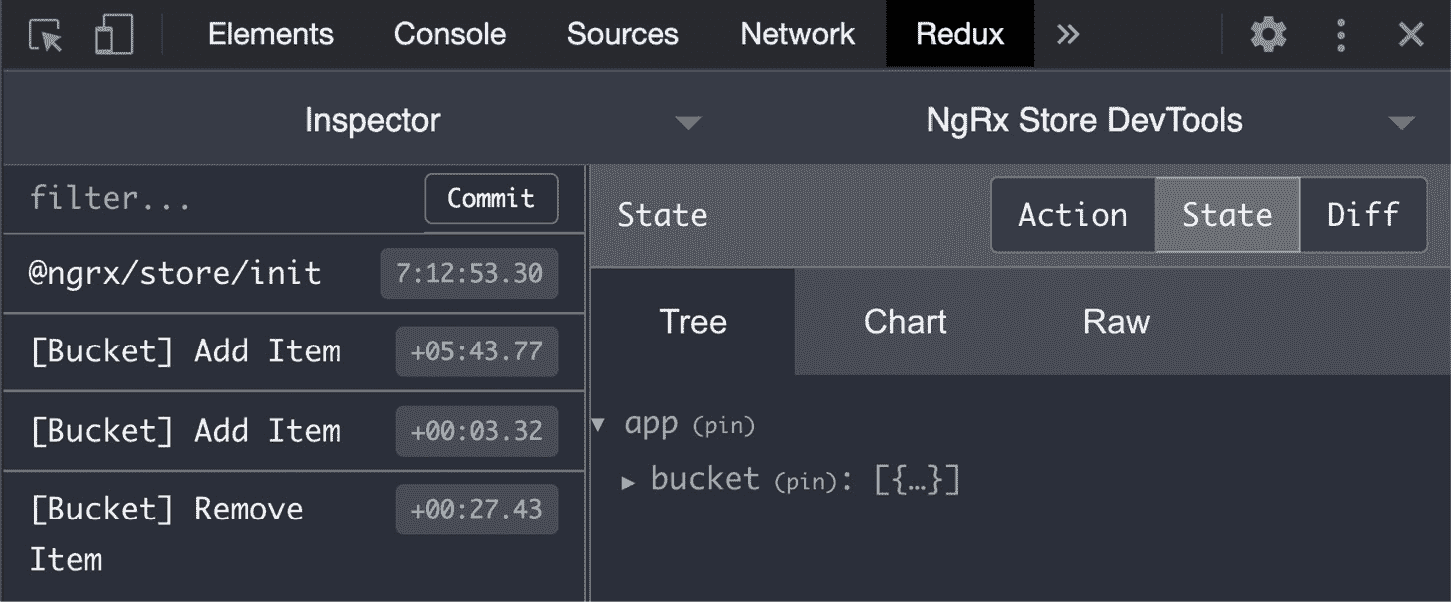 Elements Console Sources Network Redux »
Inspector NgRx Store DevTools
filter... Commit
@ngrx/store/init 7:12:53.30
[Bucket] Add Item +05:43.77
[Bucket] Add Item +00:03.32
[Bucket] Remove +00:27.43
Item
State Action State Diff
Tree Chart Raw
app (pin)
bucket (pin): [{…}]